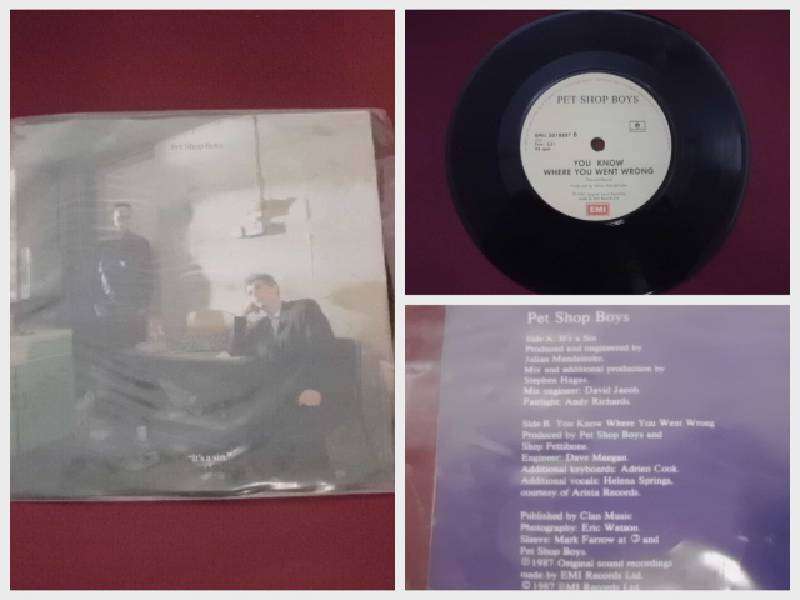 Pet Shop Boys
"It's a sin"
PET SHOP BOYS
YOU KNOW
WHERE YOU WENT WRONG
EMI
Pet Shop Boys
Side A: It's a Sin
Produced and engineered by
Julian Mendelsohn.
Mix and additional production by
Stephen Hague.
Mix engineer: David Jacob
Fairlight: Andy Richards.
Side B: You Know Where You Went Wrong
Produced by Pet Shop Boys and
Shep Pettibone.
Engineer: Dave Meegan.
Additional keyboards: Adrien Cook.
Additional vocals: Helena Springs,
courtesy of Arista Records.
Published by
Photography: Eric Watson.
Sleeve: Mark Farrow at 3 and
Pet Shop Boys.
℗ 1987 Original sound recordings
made by EMI Records Ltd.
© 1987 EMI Records Ltd.